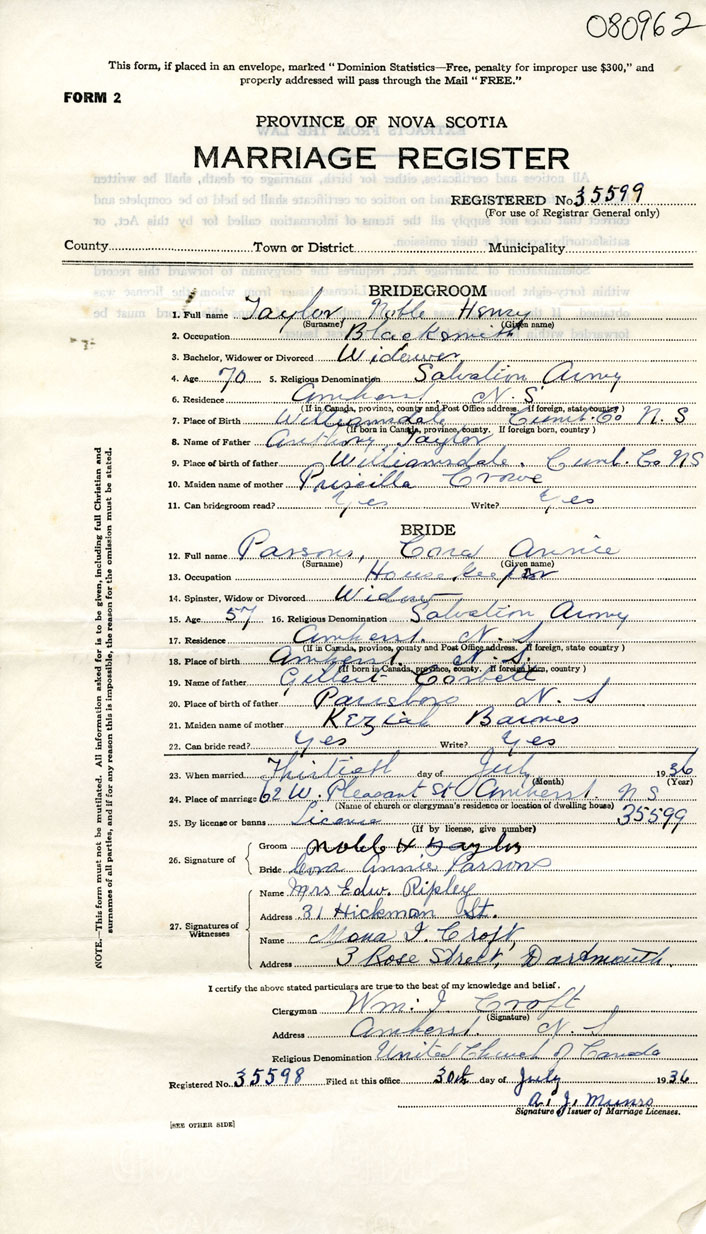 080962
This form, if placed in an envelope, marked "Dominion Statistics—Free, penalty for improper use $300," and
properly addressed will pass through the Mail "FREE."
FORM 2
PROVINCE OF NOVA SCOTIA
MARRIAGE REGISTER
REGISTERED No. 35599
(For use of Registrar General only)
County Town or District Municipality
BRIDEGROOM
1. Full name Taylor, Noble Henry
(Surname) (Given name)
2. Occupation Blacksmith
3. Bachelor, Widower or Divorced Widower
4. Age 70 5. Religious Denomination Salvation Army
6. Residence Amherst N. S.
(If in Canada, province, county and Post Office address. If foreign, state country)
7. Place of Birth Williamsdale Cumb. Co N. S
(If born in Canada, province, county. If foreign born, country)
8. Name of Father Anthony Taylor
9. Place of birth of father Williamsdale. Cumb. Co NS
10. Maiden name of mother Priscilla Crowe
11. Can bridegroom read? Yes Write? Yes
BRIDE
12. Full name Parsons, Cora Annie
(Surname) (Given name)
13. Occupation Housekeeper
14. Spinster, Widow or Divorced Widow
15. Age 57 16. Religious Denomination Salvation Army
17. Residence Amherst. N. S
(If in Canada, province, county and Post Office address. If foreign, state country)
18. Place of birth Amherst. N. S.
(If born in Canada, province, county. If foreign born, country)
19. Name of father Gilbert Corbett
20. Place of birth of father Parrsboro N. S
21. Maiden name of mother Keziah Barnes
22. Can bride read? Yes Write? Yes
23. When married Thirtieth day of July 1936
(Month) (Year)
24. Place of marriage 62 W. Pleasant St Amherst. N S
(Name of church or clergyman's residence or location of dwelling house)
25. By license or banns License 35599
(If by license, give number)
26. Signature of
Groom Noble H Taylor
Bride Cora Annie Parsons
27. Signatures of Witnesses
Name Mrs Edw. Ripley
Address 31 Hickman St.
Name Mona I. Croft,
Address 3 Rose Street, Dartmouth.
I certify the above stated particulars are true to the best of my knowledge and belief.
Clergyman Wm. J Croft
(Signature)
Address Amherst. N S
Religious Denomination United Church of Canada
Registered No. 35598 Filed at this office 30th day of July 1936
A. J. Munro
Signature of Issuer of Marriage Licenses.
[SEE OTHER SIDE]
NOTE.—This form must not be mutilated. All information asked for is to be given, including full Christian and
surnames of all parties, and if for any reason this is impossible, the reason for the omission must be stated.